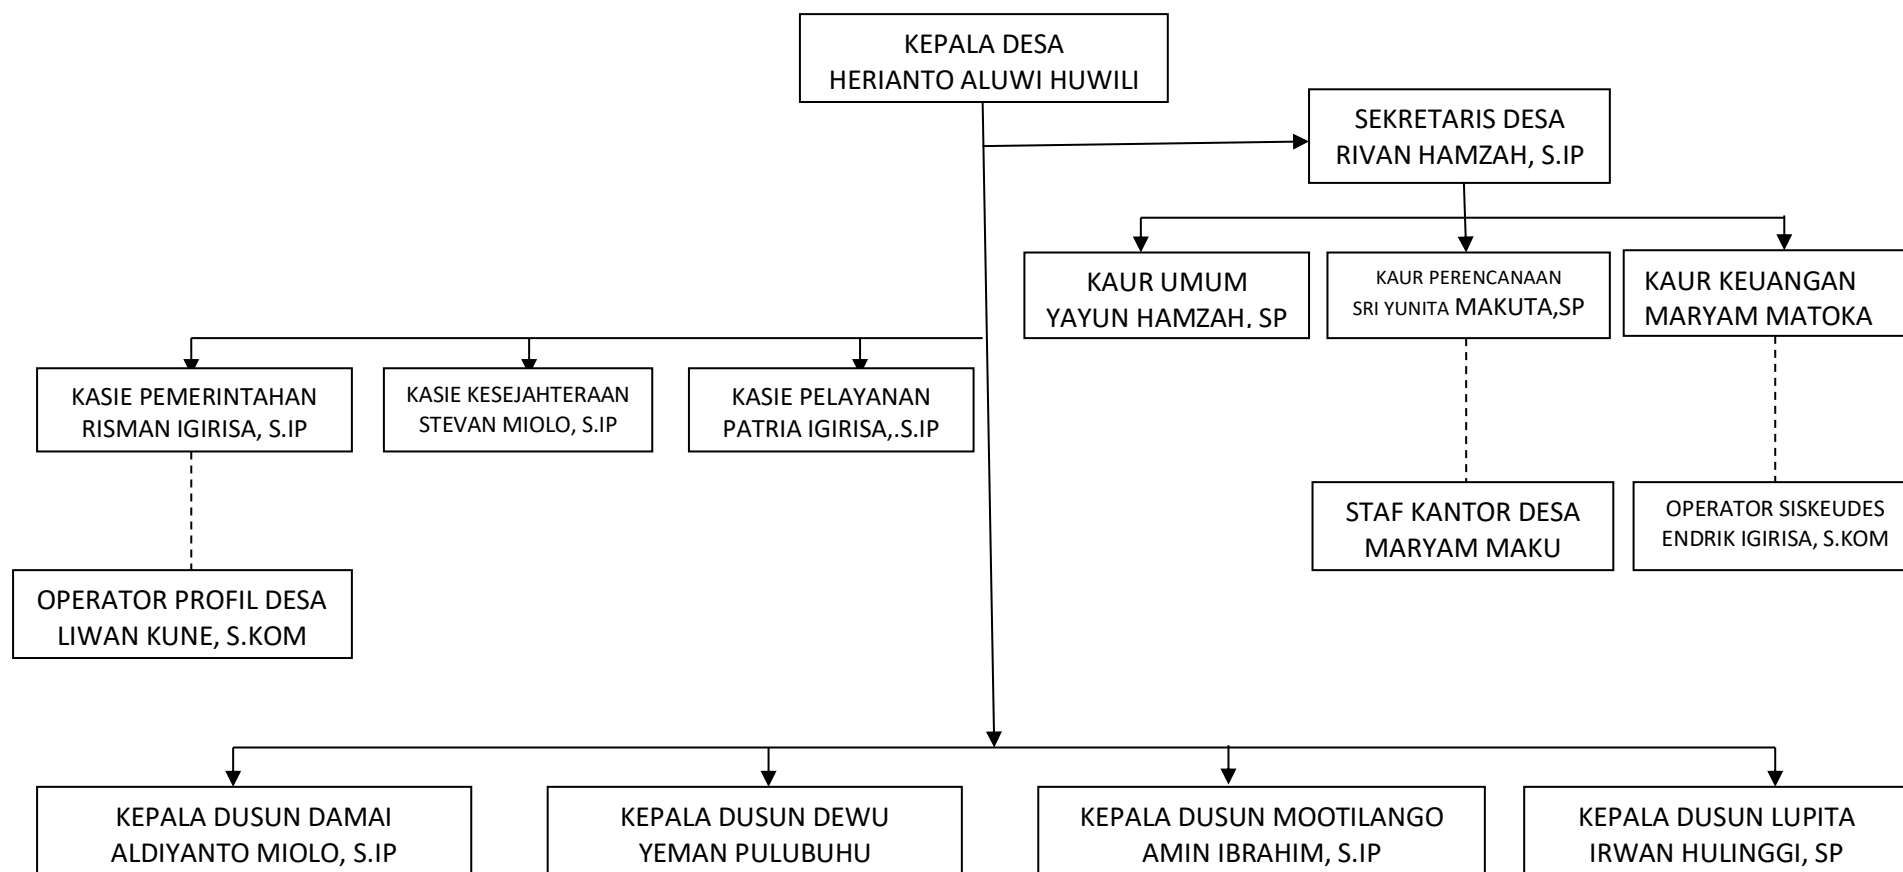 KEPALA DESA
HERIANTO ALUWI HUWILI
SEKRETARIS DESA
RIVAN HAMZAH, S.IP
KAUR UMUM
YAYUN HAMZAH, SP
KAUR PERENCANAAN
SRI YUNITA MAKUTA,SP
KAUR KEUANGAN
MARYAM MATOKA
KASIE PEMERINTAHAN
RISMAN IGIRISA, S.IP
KASIE KESEJAHTERAAN
STEVAN MIOLO, S.IP
KASIE PELAYANAN
PATRIA IGIRISA,.S.IP
STAF KANTOR DESA
MARYAM MAKU
OPERATOR SISKEUDES
ENDRIK IGIRISA, S.KOM
OPERATOR PROFIL DESA
LIWAN KUNE, S.KOM
KEPALA DUSUN DAMAI
ALDIYANTO MIOLO, S.IP
KEPALA DUSUN DEWU
YEMAN PULUBUHU
KEPALA DUSUN MOOTILANGO
AMIN IBRAHIM, S.IP
KEPALA DUSUN LUPITA
IRWAN HULINGGI, SP